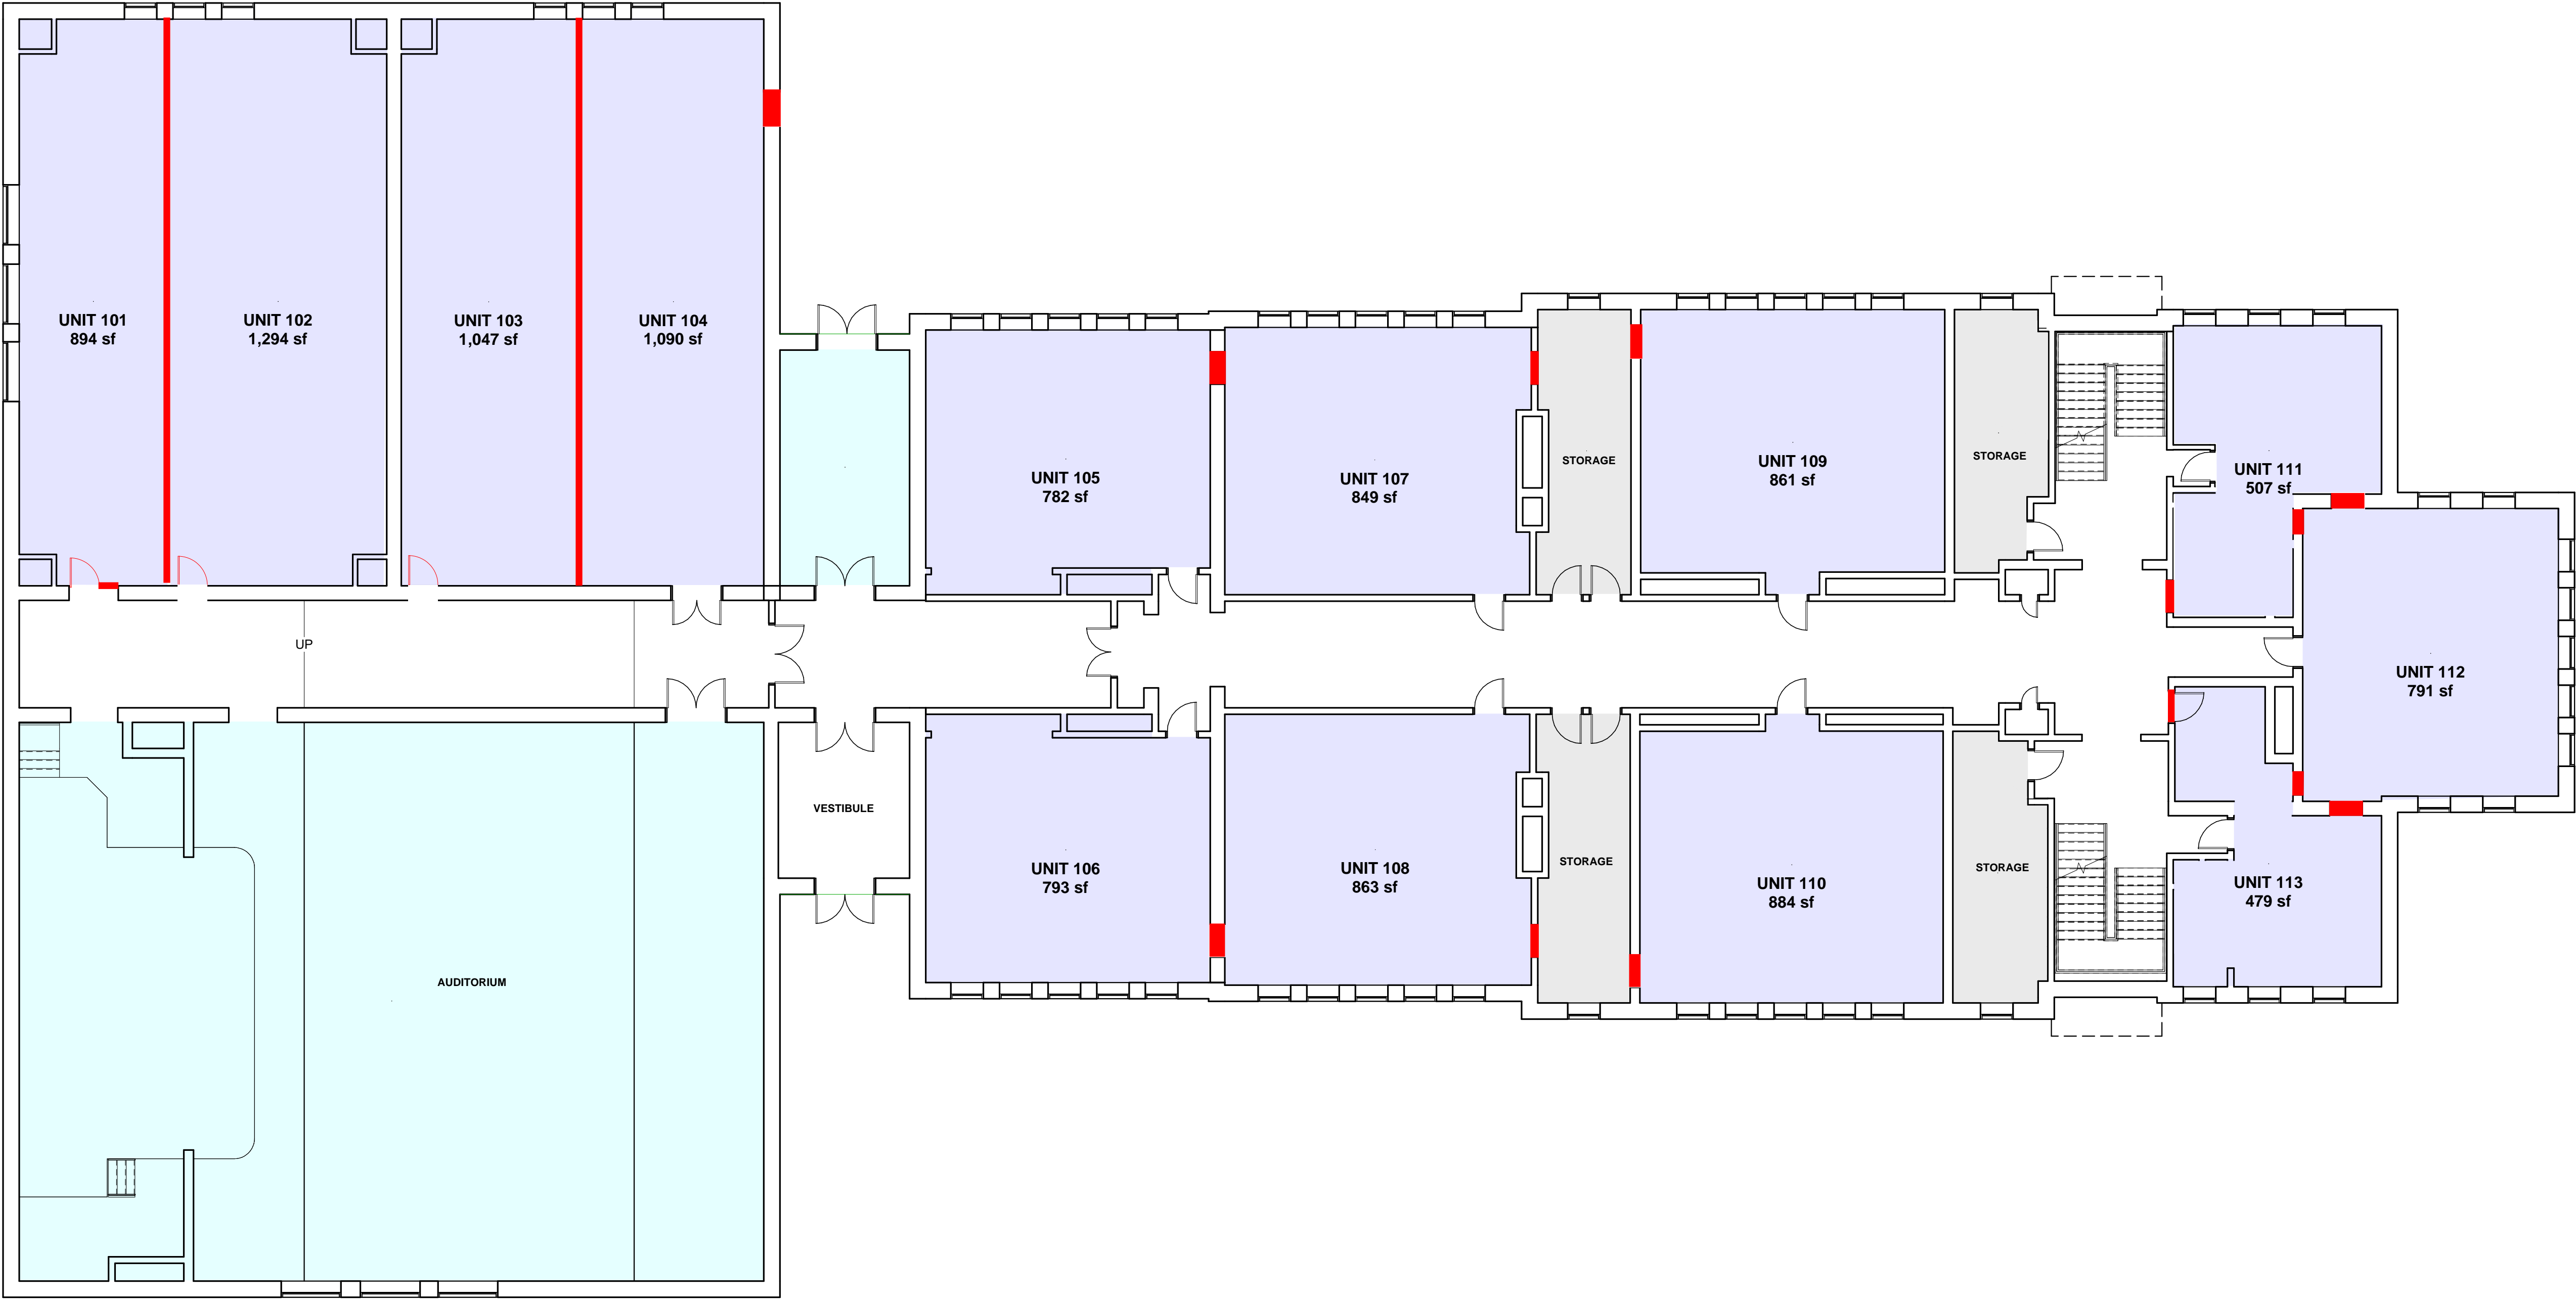 UNIT 101
894 sf
UNIT 102
1,294 sf
UNIT 103
1,047 sf
UNIT 104
1,090 sf
UNIT 105
782 sf
UNIT 107
849 sf
STORAGE
UNIT 109
861 sf
STORAGE
UNIT 111
507 sf
UP
UNIT 112
791 sf
VESTIBULE
UNIT 106
793 sf
UNIT 108
863 sf
STORAGE
UNIT 110
884 sf
STORAGE
UNIT 113
479 sf
AUDITORIUM